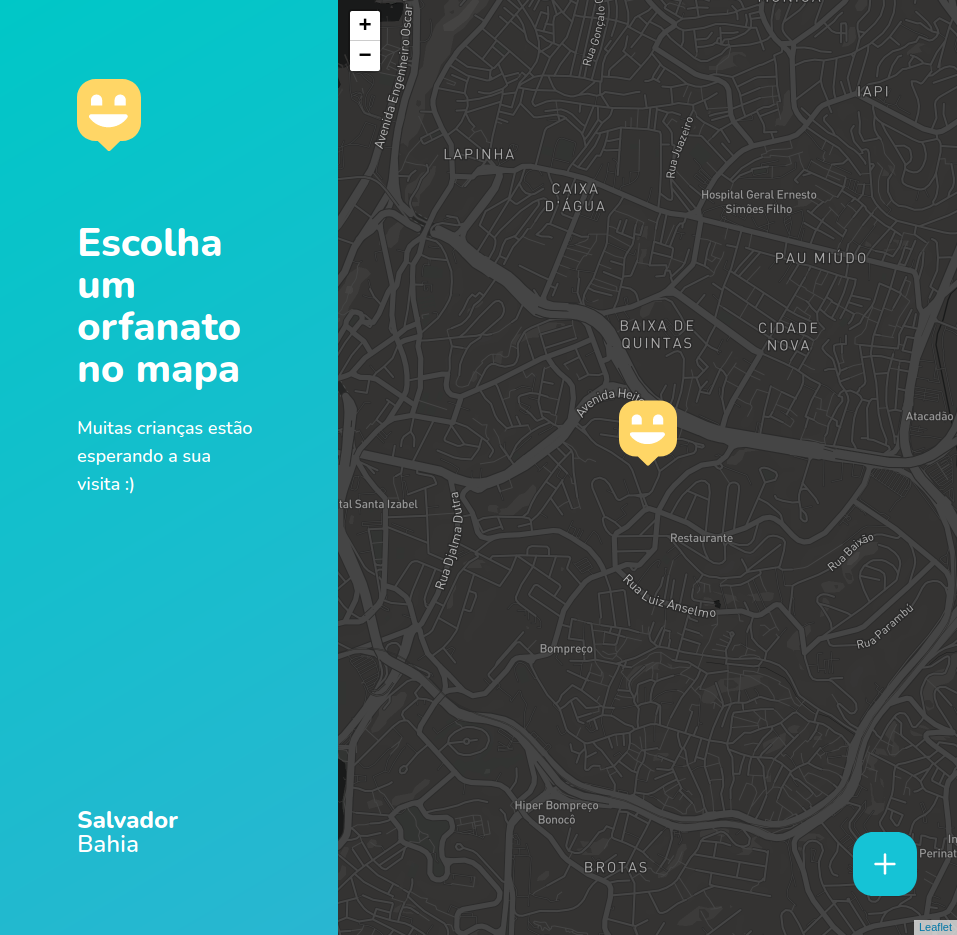 Escolha
um
orfanato
no mapa
Muitas crianças estão
esperando a sua
visita :)
Salvador
Bahia
+
−
Avenida Engenheiro Oscar
Rua Gonçalo
IAPI
LAPINHA
Rua Juazeiro
CAIXA
D'ÁGUA
Hospital Geral Ernesto
Simões Filho
PAU MIÚDO
BAIXA DE
QUINTAS
CIDADE
NOVA
Avenida Heito
Atacadão
tal Santa Izabel
Rua Djalma Dutra
Restaurante
Rua Baixão
Rua Luiz Anselmo
Rua Parambú
Bompreço
Hiper Bompreço
Bonocô
BROTAS
In
Perinat
Leaflet